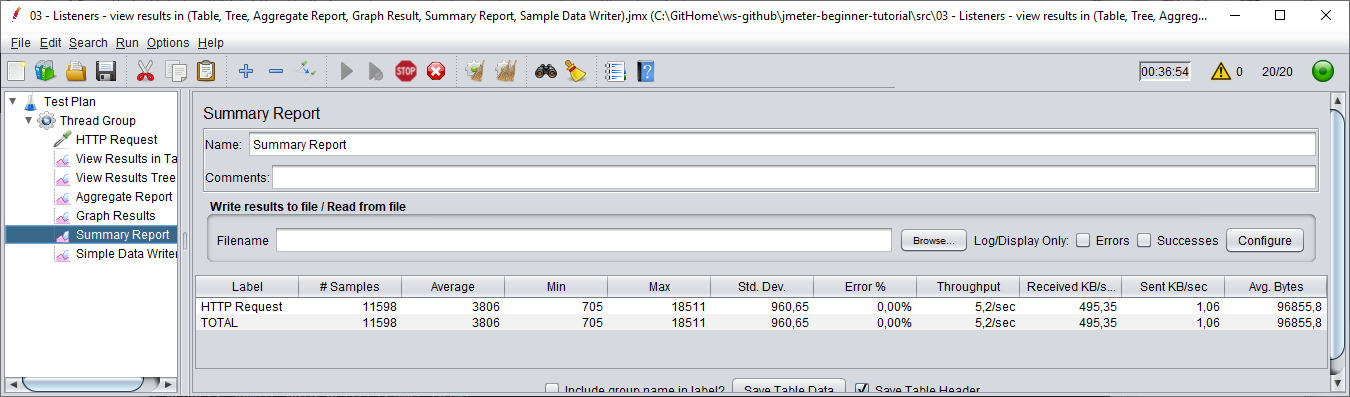 03 - Listeners - view results in (Table, Tree, Aggregate Report, Graph Result, Summary Report, Sample Data Writer).jmx (C:\GitHome\ws-github\jmeter-beginner-tutorial\src\03 - Listeners - view results in (Table, Tree, Aggreg...
File Edit Search Run Options Help
STOP 00:36:54 0 20/20
Test Plan
Thread Group
HTTP Request
View Results in Ta
View Results Tree
Aggregate Report
Graph Results
Summary Report
Simple Data Writer
Summary Report
Name: Summary Report
Comments:
Write results to file / Read from file
Filename Browse... Log/Display Only: Errors Successes Configure
Label # Samples Average Min Max Std. Dev. Error % Throughput Received KB/s... Sent KB/sec Avg. Bytes
HTTP Request 11598 3806 705 18511 960,65 0,00% 5,2/sec 495,35 1,06 96855,8
TOTAL 11598 3806 705 18511 960,65 0,00% 5,2/sec 495,35 1,06 96855,8
Include group name in label? Save Table Data Save Table Header